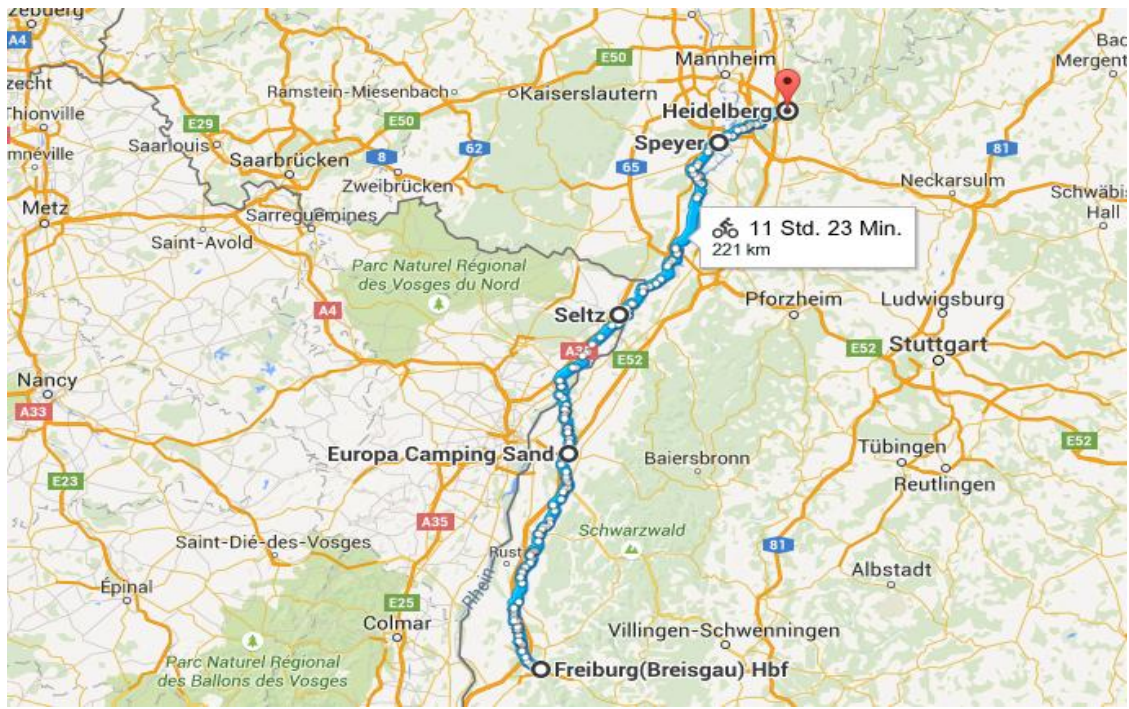 zebuerg
A4
zecht
Thionville
mnéville
Metz
E29
Saarlouis
Ramstein-Miesenbach
E50
Saarbrücken
8
Zweibrücken
62
Kaiserslautern
E50
Mannheim
Heidelberg
Speyer
65
Bad
Mergent
81
Neckarsulm
Schwäbis
Hall
Saint-Avold
Sarreguemines
11 Std. 23 Min.
221 km
Parc Naturel Régional
des Vosges du Nord
A4
Seltz
Pforzheim
Ludwigsburg
E52
Stuttgart
A35
E52
Nancy
A33
Europa Camping Sand
Baiersbronn
Tübingen
Reutlingen
E52
E23
A35
Schwarzwald
Saint-Dié-des-Vosges
Rust
Rhein
81
Albstadt
Épinal
E25
Colmar
Villingen-Schwenningen
Parc Naturel Régional
des Ballons des Vosges
Freiburg(Breisgau) Hbf